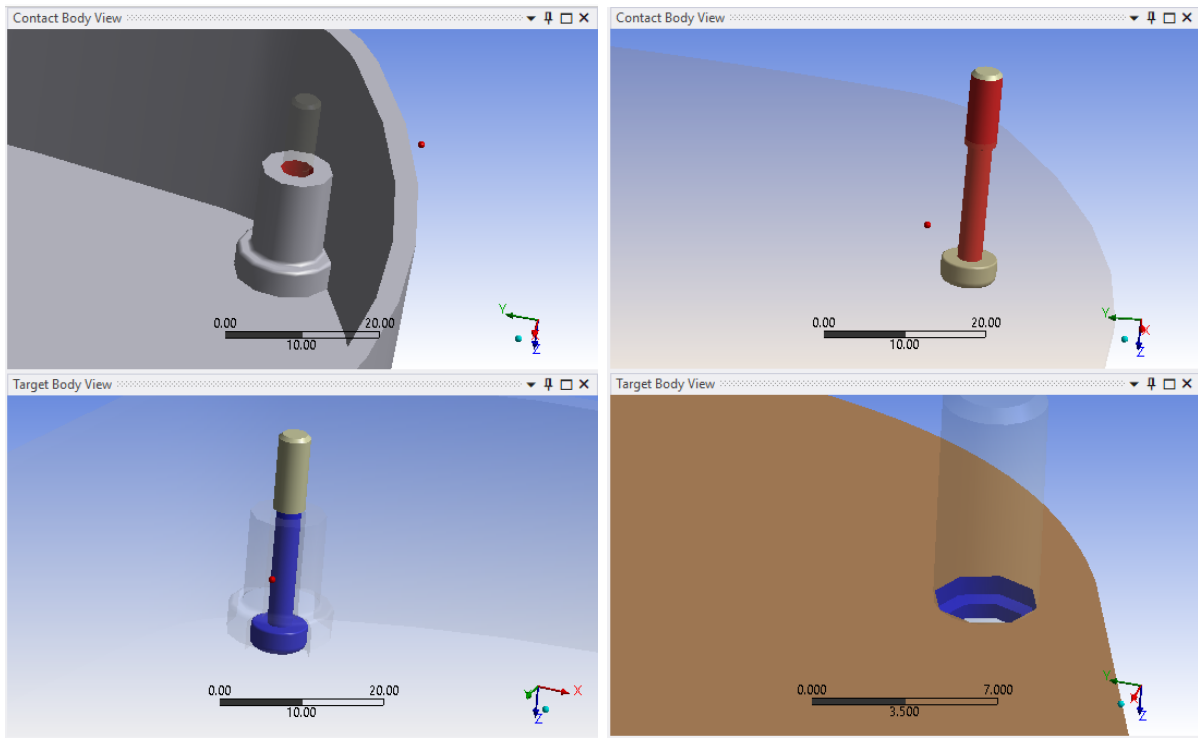 Contact Body View
Y
X
Z
0.00
20.00
10.00
Contact Body View
Y
X
Z
0.00
20.00
10.00
Target Body View
X
Y
Z
0.00
20.00
10.00
Target Body View
Y
X
Z
0.000
7.000
3.500